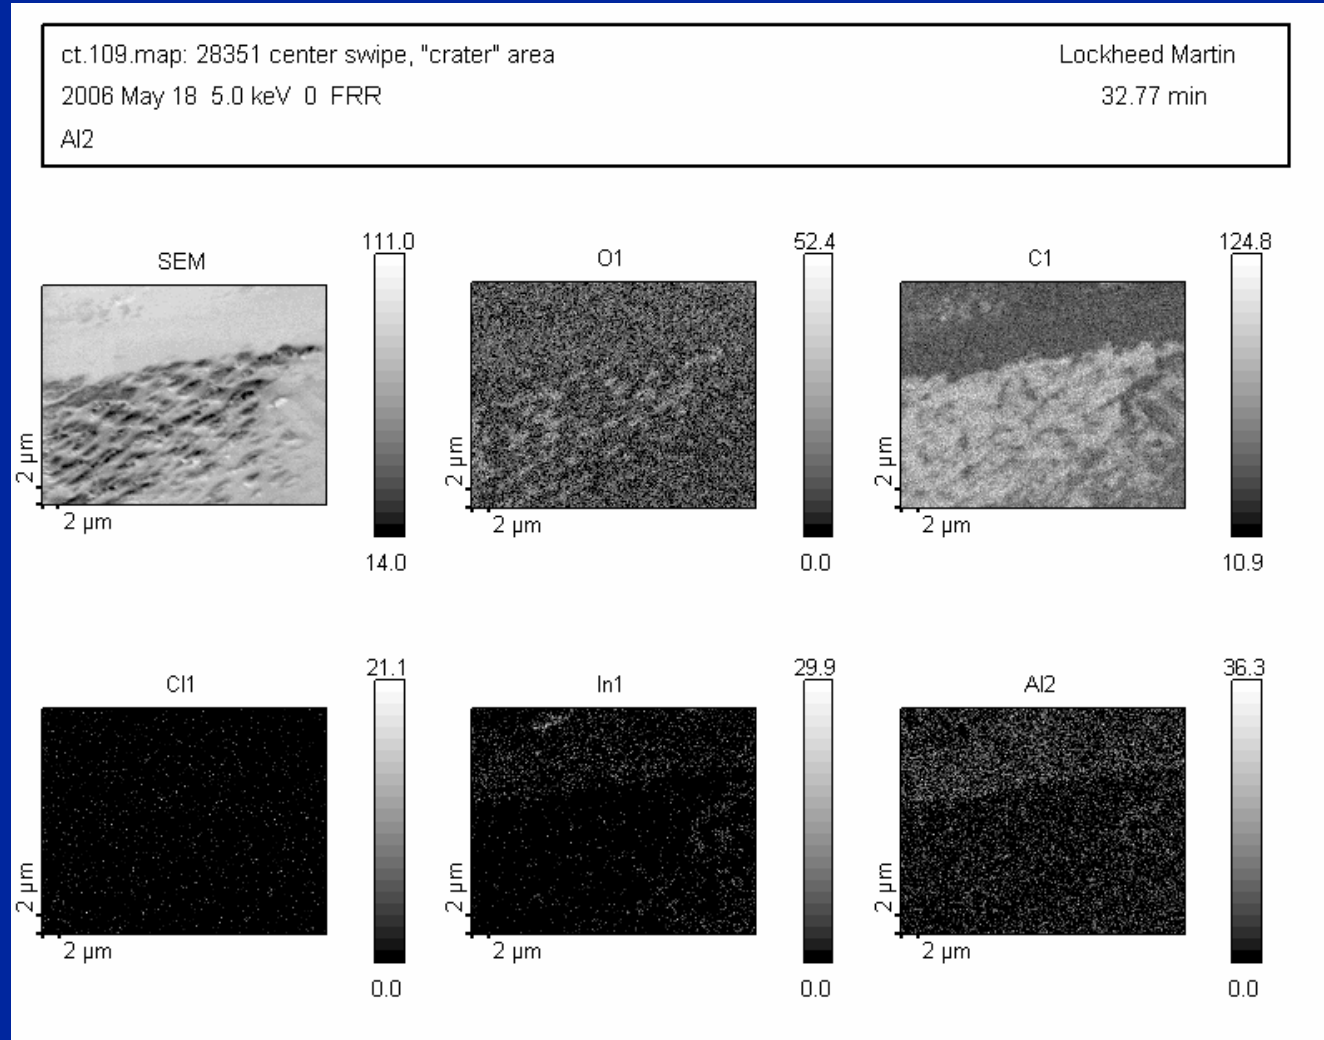 ct.109.map: 28351 center swipe, "crater" area
Lockheed Martin
2006 May 18 5.0 keV 0 FRR
32.77 min
Al2
SEM
111.0
2 µm
2 µm
14.0
O1
52.4
2 µm
2 µm
0.0
C1
124.8
2 µm
2 µm
10.9
Cl1
21.1
2 µm
2 µm
0.0
In1
29.9
2 µm
2 µm
0.0
Al2
36.3
2 µm
2 µm
0.0